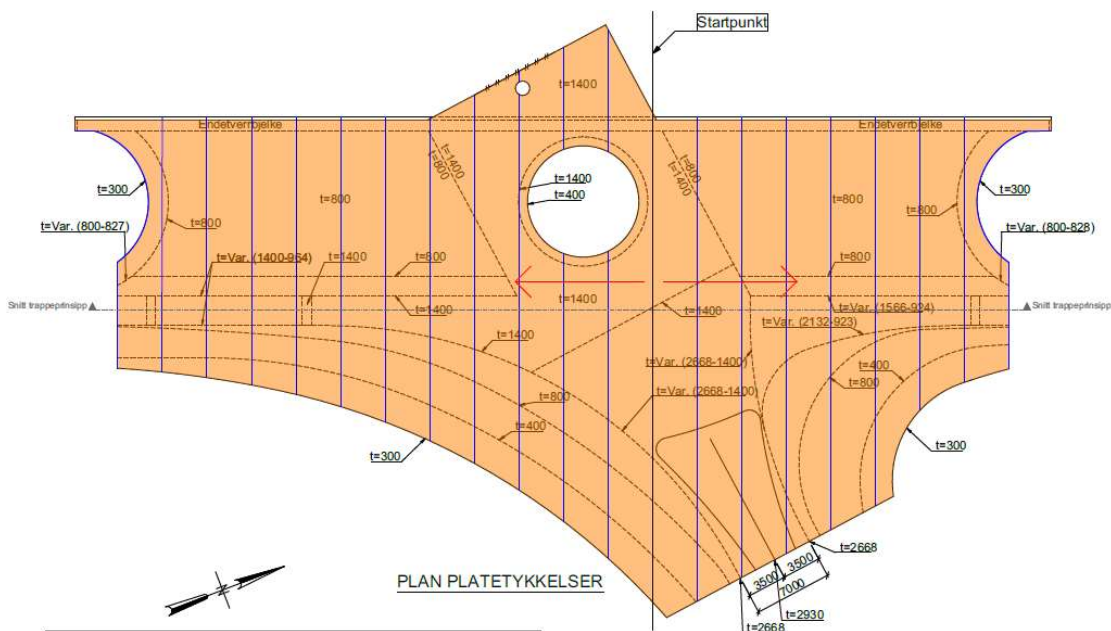 Startpunkt
t=1400
Endetverrbjelke
Endetverrbjelke
t=1400
t=800
t=800
t=1400
t=1400
t=400
t=300
t=300
t=800
t=800
t=800
t=800
t=Var. (800-827)
t=Var. (800-828)
t=Var. (1400-964)
t=1400
t=800
t=800
Snitt trappeprinsipp
t=1400
t=1400
t=1400
t=Var. (1566-924)
Snitt trappeprinsipp
t=Var. (2132-923)
t=1400
t=Var. (2668-1400)
t=400
t=800
t=Var. (2668-1400)
t=800
t=400
t=300
t=300
t=2668
3500
3500
7000
N
PLAN PLATETYKKELSER
t=2930
t=2668